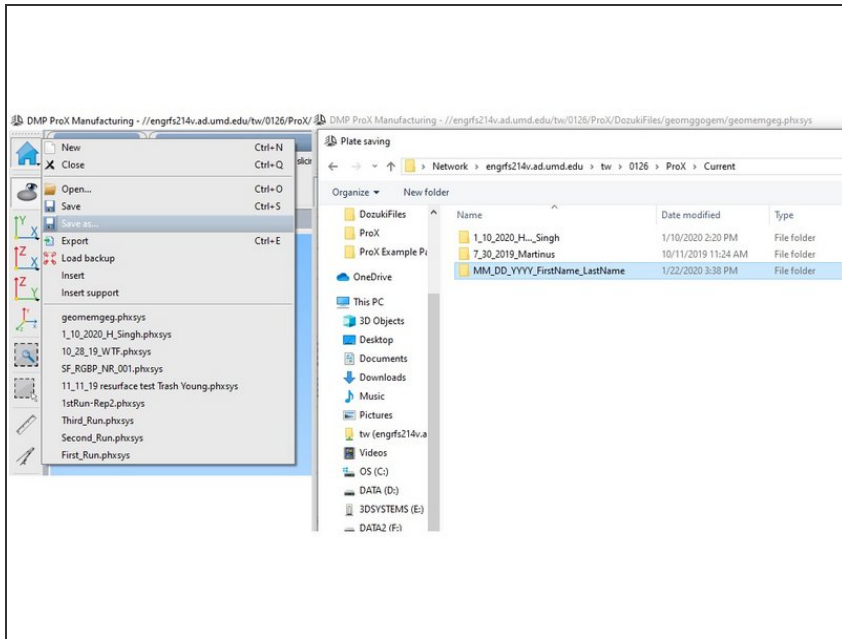 DMP ProX Manufacturing - //engrfs214v.ad.umd.edu/tw/0126/ProX/
New Ctrl+N
Close Ctrl+Q
Open... Ctrl+O
Save Ctrl+S
Save as...
Export Ctrl+E
Load backup
Insert
Insert support
geomemgeg.phxsys
1_10_2020_H_Singh.phxsys
10_28_19_WTF.phxsys
SF_RGBP_NR_001.phxsys
11_11_19 resurface test Trash Young.phxsys
1stRun-Rep2.phxsys
Third_Run.phxsys
Second_Run.phxsys
First_Run.phxsys
slicin
Y
X
Z
X
Z
Y
DMP ProX Manufacturing - //engrfs214v.ad.umd.edu/tw/0126/ProX/DozukiFiles/geomggogem/geomemgeg.phxsys
Plate saving
Network > engrfs214v.ad.umd.edu > tw > 0126 > ProX > Current
Organize New folder
DozukiFiles
ProX
ProX Example Pa
OneDrive
This PC
3D Objects
Desktop
Documents
Downloads
Music
Pictures
tw (engrfs214v.a
Videos
OS (C:)
DATA (D:)
3DSYSTEMS (E:)
DATA2 (F:)
Name Date modified Type
1_10_2020_H..._Singh 1/10/2020 2:20 PM File folder
7_30_2019_Martinus 10/11/2019 11:24 AM File folder
MM_DD_YYYY_FirstName_LastName 1/22/2020 3:38 PM File folder